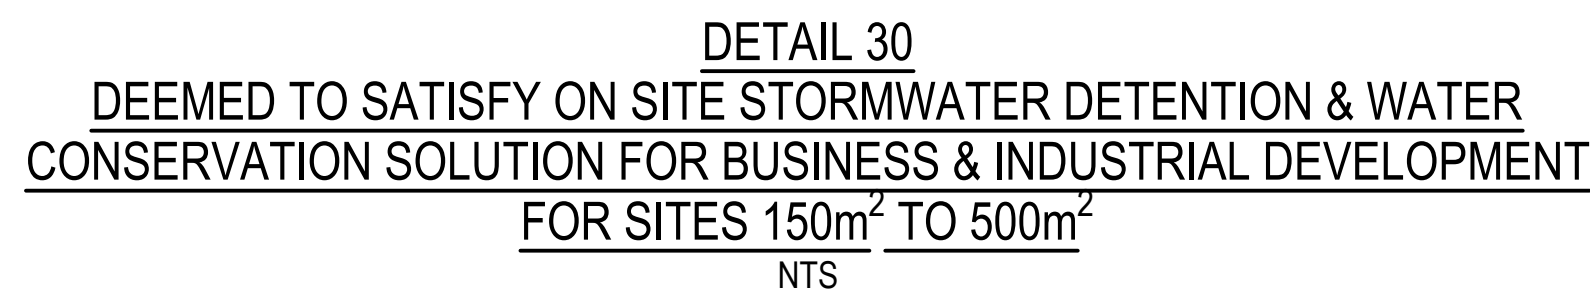 DETAIL 30
DEEMED TO SATISFY ON SITE STORMWATER DETENTION & WATER
CONSERVATION SOLUTION FOR BUSINESS & INDUSTRIAL DEVELOPMENT
FOR SITES 150m² TO 500m²
NTS